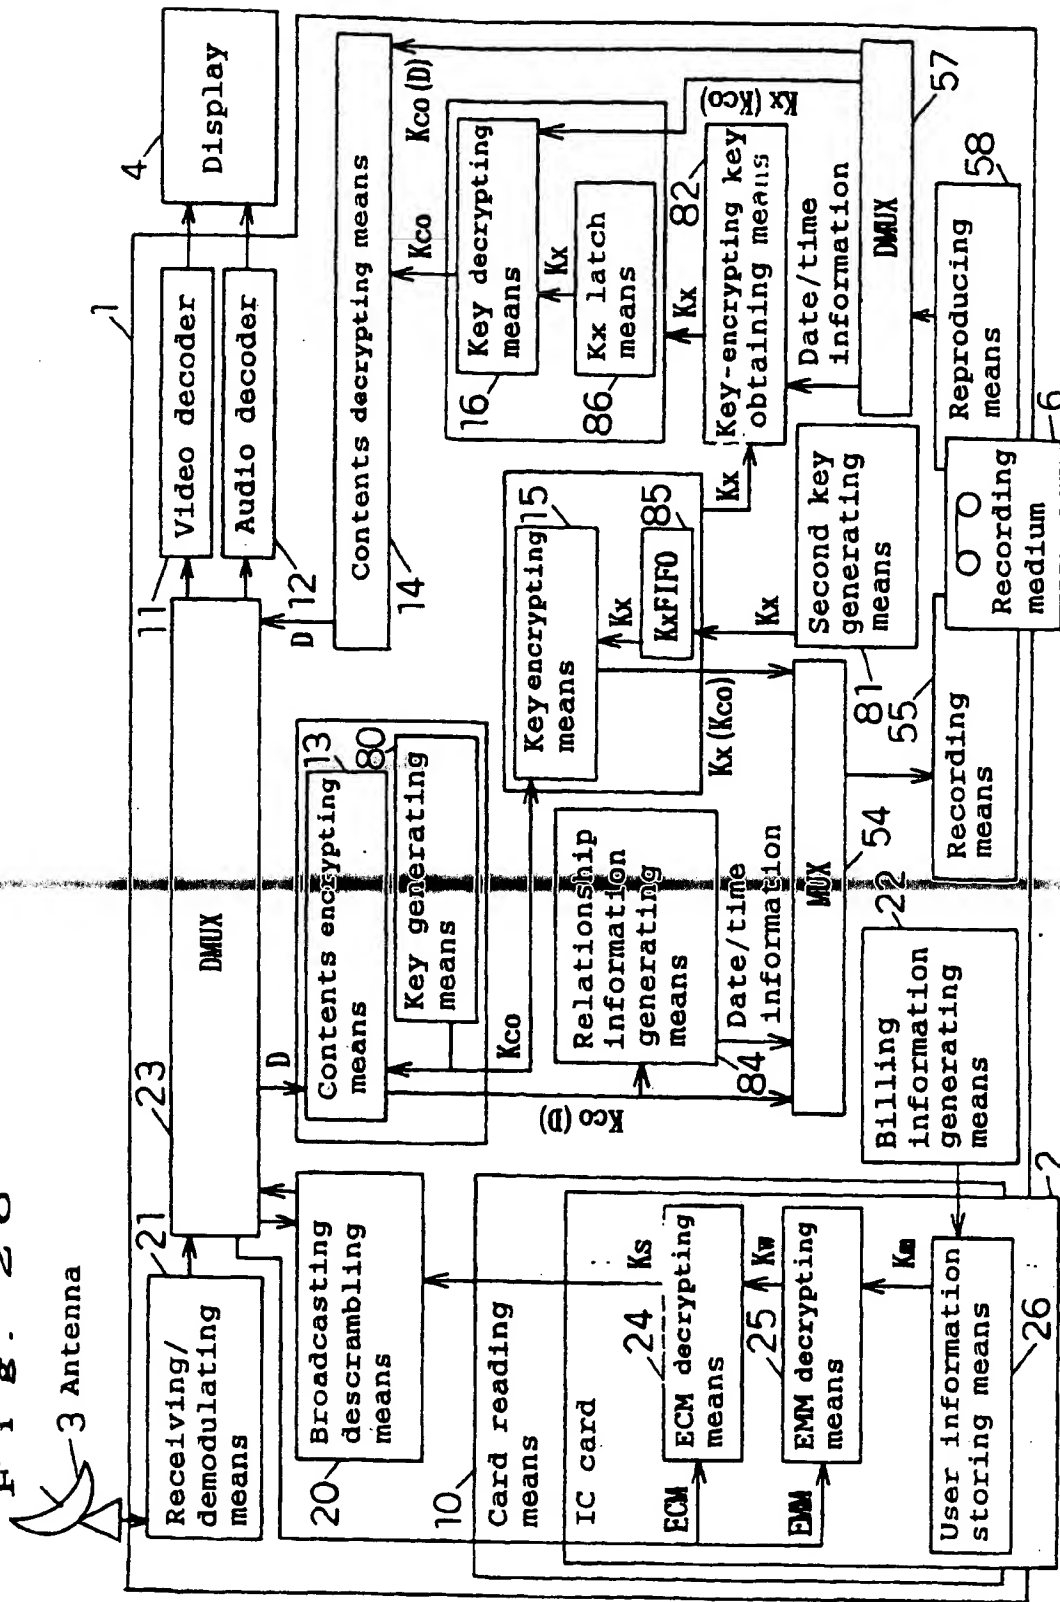 Fig. 28
3 Antenna
Receiving/
demodulating
means
21
23
DMUX
11
Video decoder
Audio decoder
12
1
4
Display
D
D
Broadcasting
descrambling
means
20
Contents encrypting
means
13
Key generating
means
80
Kco
Kco(D)
Contents decrypting means
14
Kco
Kco(D)
Key decrypting
means
16
Kx
Kx latch
means
86
Kx
Kx(Kco)
Key encrypting
means
15
Kx
KxFIFO
85
Kx
Kx
Kx(Kco)
Key-encrypting key
obtaining means
82
Relationship
information
generating
means
84
Date/time
information
Second key
generating
means
81
Date/time
information
DMUX
57
MUX
54
10
Card reading
means
IC card
Ks
ECM
ECM decrypting
means
24
Kw
EMM
EMM decrypting
means
25
Km
User information
storing means
26
2
Billing
information
generating
means
22
Recording
means
55
Recording
medium
6
Reproducing
means
58